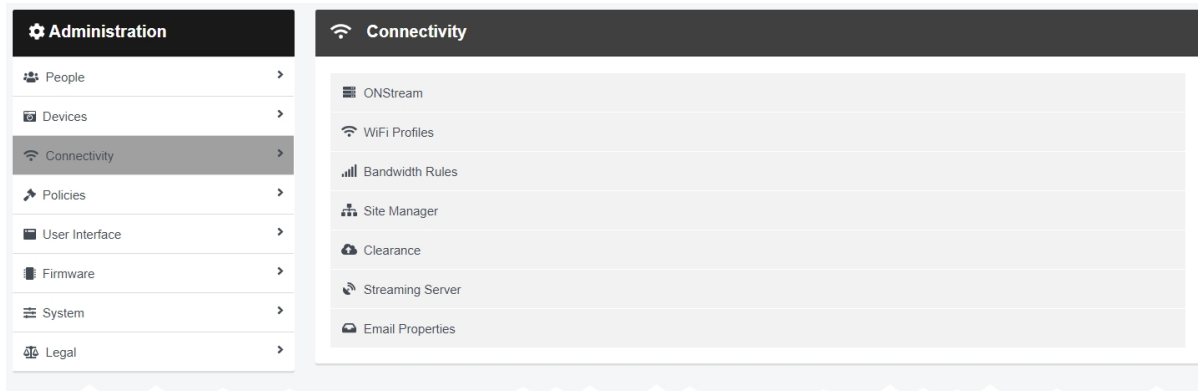 Administration
People
Devices
Connectivity
Policies
User Interface
Firmware
System
Legal
Connectivity
ONStream
WiFi Profiles
Bandwidth Rules
Site Manager
Clearance
Streaming Server
Email Properties